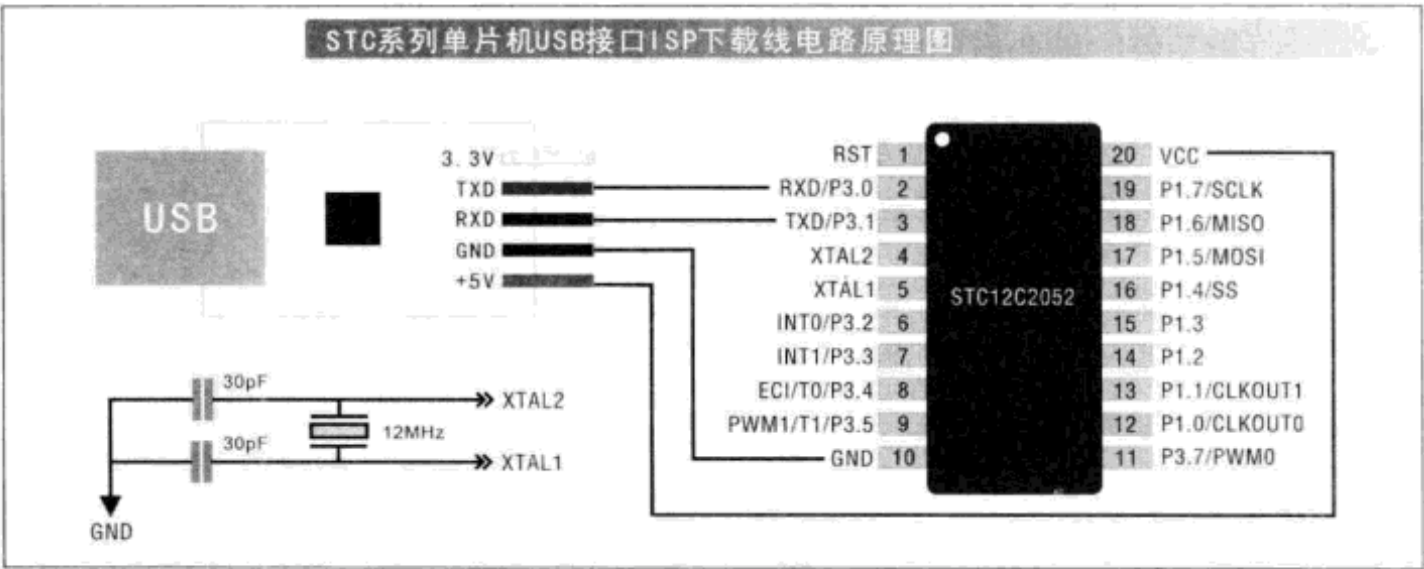 STC系列单片机USB接口ISP下载线电路原理图
USB
3.3V
TXD
RXD
GND
+5V
30pF
30pF
12MHz
XTAL2
XTAL1
GND
RST 1
RXD/P3.0 2
TXD/P3.1 3
XTAL2 4
XTAL1 5
INT0/P3.2 6
INT1/P3.3 7
ECI/T0/P3.4 8
PWM1/T1/P3.5 9
GND 10
STC12C2052
20 VCC
19 P1.7/SCLK
18 P1.6/MISO
17 P1.5/MOSI
16 P1.4/SS
15 P1.3
14 P1.2
13 P1.1/CLKOUT1
12 P1.0/CLKOUT0
11 P3.7/PWM0